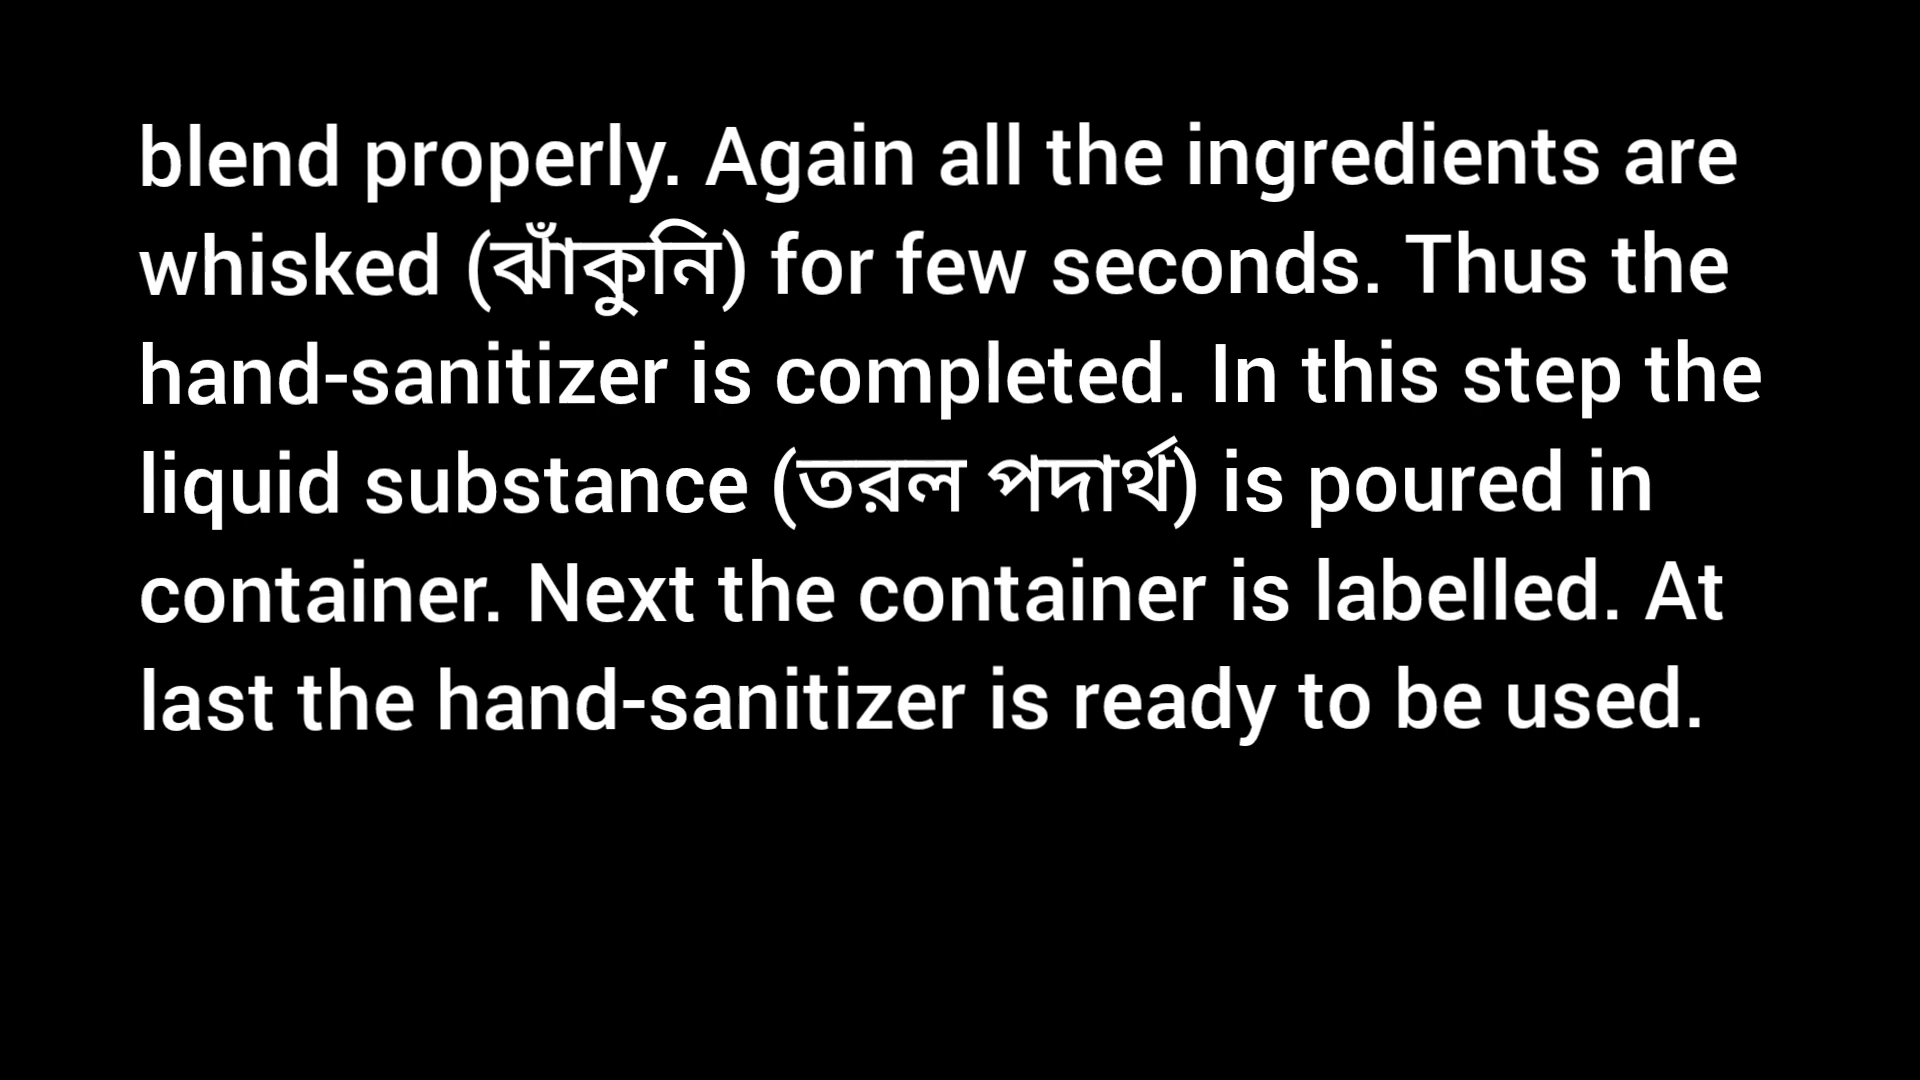 blend properly. Again all the ingredients are
whisked (ঝাঁকুনি) for few seconds. Thus the
hand-sanitizer is completed. In this step the
liquid substance (তরল পদার্থ) is poured in
container. Next the container is labelled. At
last the hand-sanitizer is ready to be used.